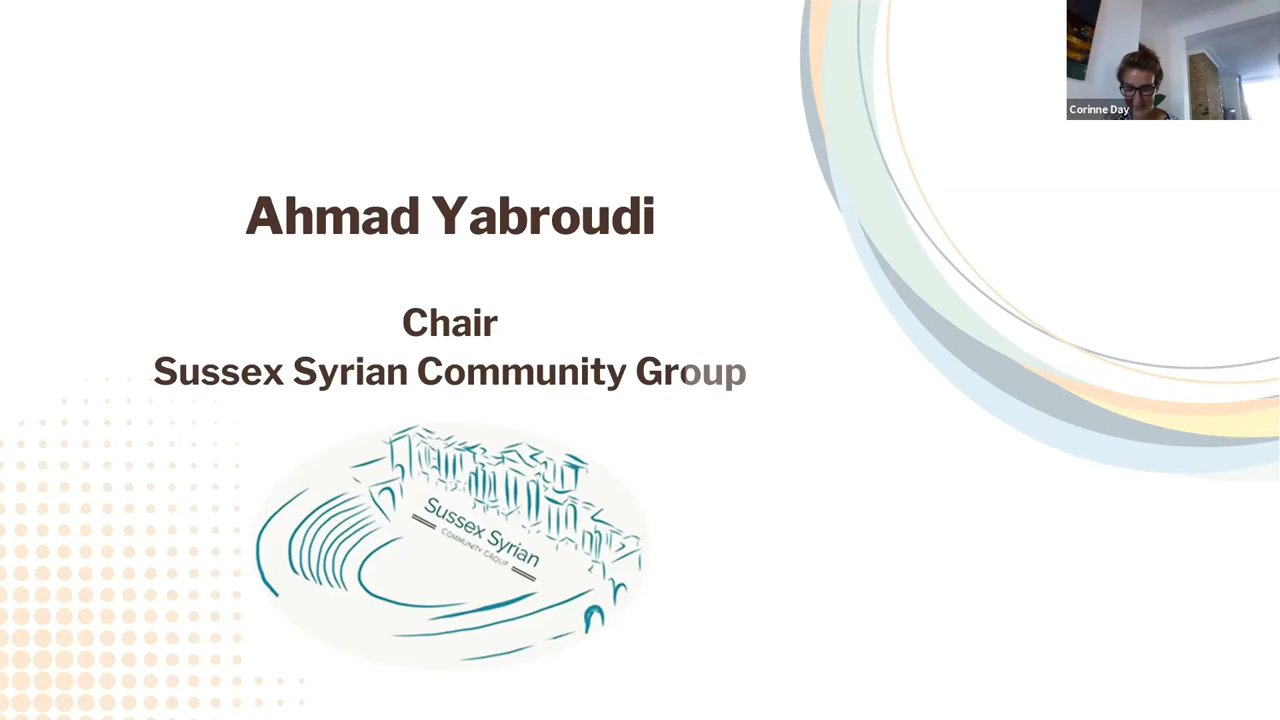 Corinne Day
Ahmad Yabroudi
Chair
Sussex Syrian Community Group
Sussex Syrian
COMMUNITY GROUP